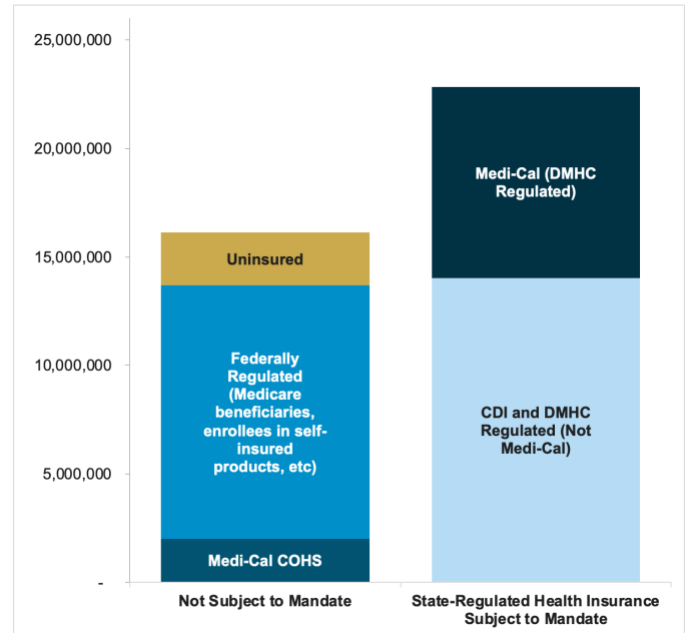 25,000,000
20,000,000
15,000,000
10,000,000
5,000,000
-
Uninsured
Federally
Regulated
(Medicare
beneficiaries,
enrollees in self-
insured
products, etc)
Medi-Cal COHS
Medi-Cal (DMHC
Regulated)
CDI and DMHC
Regulated (Not
Medi-Cal)
Not Subject to Mandate
State-Regulated Health Insurance
Subject to Mandate